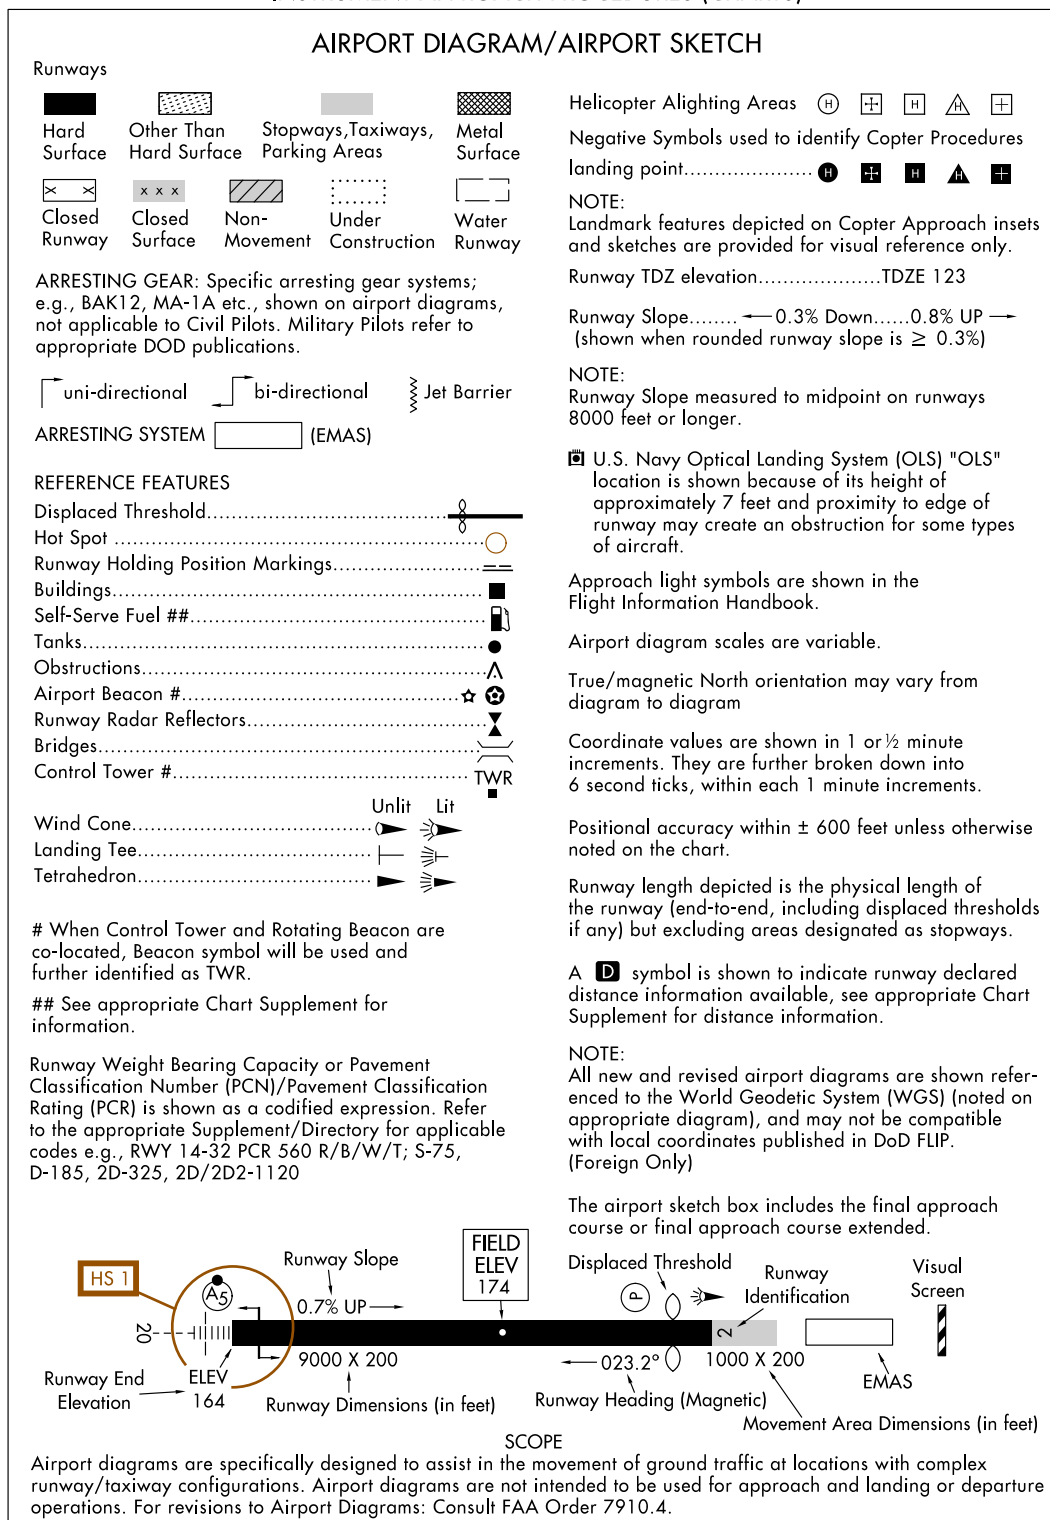 AIRPORT DIAGRAM/AIRPORT SKETCH
Runways
Hard
Surface
Other Than
Hard Surface
Stopways,Taxiways,
Parking Areas
Metal
Surface
x x x
Closed
Runway
Closed
Surface
Non-
Movement
Under
Construction
Water
Runway
ARRESTING GEAR: Specific arresting gear systems;
e.g., BAK12, MA-1A etc., shown on airport diagrams,
not applicable to Civil Pilots. Military Pilots refer to
appropriate DOD publications.
uni-directional
bi-directional
Jet Barrier
ARRESTING SYSTEM (EMAS)
REFERENCE FEATURES
Displaced Threshold
Hot Spot
Runway Holding Position Markings
Buildings
Self-Serve Fuel ##
Tanks
Obstructions
Airport Beacon #
Runway Radar Reflectors
Bridges
Control Tower # TWR
Unlit Lit
Wind Cone
Landing Tee
Tetrahedron
# When Control Tower and Rotating Beacon are
co-located, Beacon symbol will be used and
further identified as TWR.
## See appropriate Chart Supplement for
information.
Runway Weight Bearing Capacity or Pavement
Classification Number (PCN)/Pavement Classification
Rating (PCR) is shown as a codified expression. Refer
to the appropriate Supplement/Directory for applicable
codes e.g., RWY 14-32 PCR 560 R/B/W/T; S-75,
D-185, 2D-325, 2D/2D2-1120
Helicopter Alighting Areas H H H
Negative Symbols used to identify Copter Procedures
landing point H H H
NOTE:
Landmark features depicted on Copter Approach insets
and sketches are provided for visual reference only.
Runway TDZ elevation....................TDZE 123
Runway Slope........ 0.3% Down......0.8% UP
(shown when rounded runway slope is ≥ 0.3%)
NOTE:
Runway Slope measured to midpoint on runways
8000 feet or longer.
U.S. Navy Optical Landing System (OLS) "OLS"
location is shown because of its height of
approximately 7 feet and proximity to edge of
runway may create an obstruction for some types
of aircraft.
Approach light symbols are shown in the
Flight Information Handbook.
Airport diagram scales are variable.
True/magnetic North orientation may vary from
diagram to diagram
Coordinate values are shown in 1 or ½ minute
increments. They are further broken down into
6 second ticks, within each 1 minute increments.
Positional accuracy within ± 600 feet unless otherwise
noted on the chart.
Runway length depicted is the physical length of
the runway (end-to-end, including displaced thresholds
if any) but excluding areas designated as stopways.
A D symbol is shown to indicate runway declared
distance information available, see appropriate Chart
Supplement for distance information.
NOTE:
All new and revised airport diagrams are shown refer-
enced to the World Geodetic System (WGS) (noted on
appropriate diagram), and may not be compatible
with local coordinates published in DoD FLIP.
(Foreign Only)
The airport sketch box includes the final approach
course or final approach course extended.
HS 1
A5
Runway Slope
0.7% UP
FIELD
ELEV
174
Displaced Threshold
P
Runway
Identification
Visual
Screen
20
2
9000 X 200
023.2°
1000 X 200
EMAS
Runway End
Elevation
ELEV
164
Runway Dimensions (in feet)
Runway Heading (Magnetic)
Movement Area Dimensions (in feet)
SCOPE
Airport diagrams are specifically designed to assist in the movement of ground traffic at locations with complex
runway/taxiway configurations. Airport diagrams are not intended to be used for approach and landing or departure
operations. For revisions to Airport Diagrams: Consult FAA Order 7910.4.